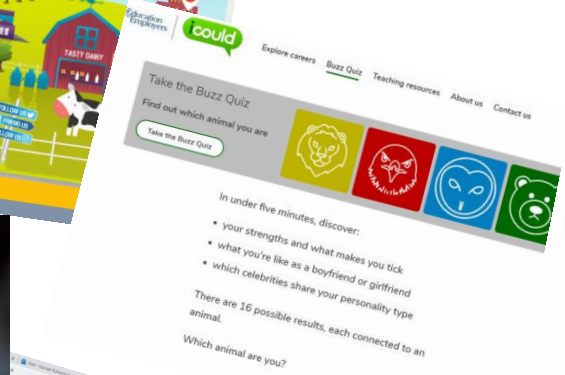 Education
Employers
icould
Explore careers
Buzz Quiz
Teaching resources
About us
Contact us
TASTY DAIRY
FOLLOW US
FRIEND US
Take the Buzz Quiz
Find out which animal you are
Take the Buzz Quiz
In under five minutes, discover:
• your strengths and what makes you tick
• what you're like as a boyfriend or girlfriend
• which celebrities share your personality type
There are 16 possible results, each connected to an
animal.
Which animal are you?